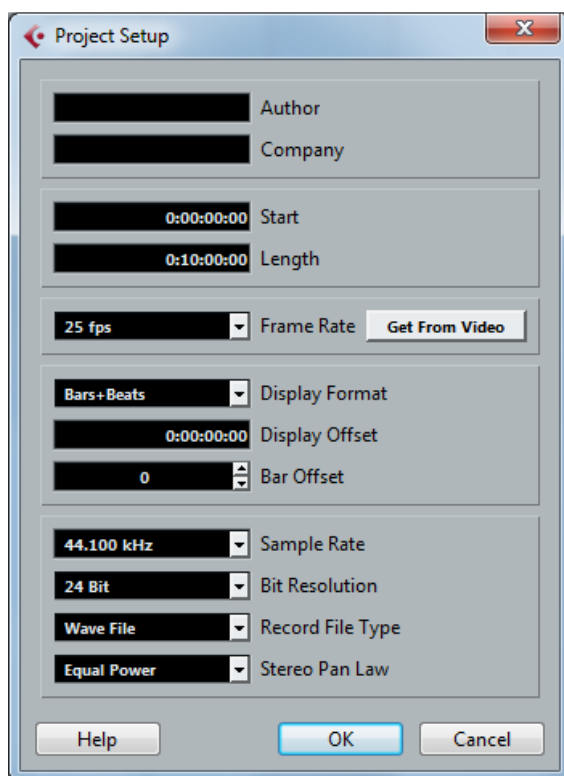 Project Setup
Author
Company
0:00:00:00 Start
0:10:00:00 Length
25 fps Frame Rate Get From Video
Bars+Beats Display Format
0:00:00:00 Display Offset
0 Bar Offset
44.100 kHz Sample Rate
24 Bit Bit Resolution
Wave File Record File Type
Equal Power Stereo Pan Law
Help OK Cancel